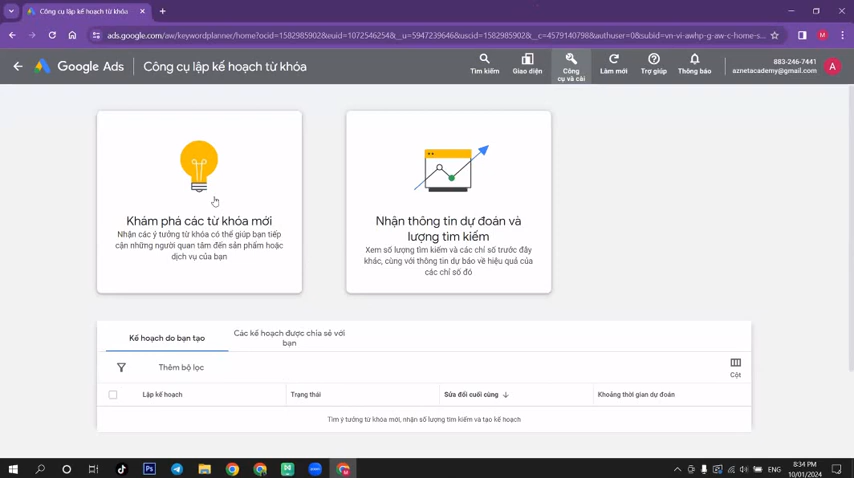 Công cụ lập kế hoạch từ khóa
ads.google.com/aw/keywordplanner/home?ocid=1582985902&euid=1072546254&__u=5947239646&uscid=1582985902&__c=4579140798&authuser=0&subid=vn-vi-awhp-g-aw-c-home-s...
M
Google Ads
Công cụ lập kế hoạch từ khóa
Tìm kiếm
Giao diện
Công
cụ và cài
Làm mới
Trợ giúp
Thông báo
883-246-7441
aznetacademy@gmail.com
A
Khám phá các từ khóa mới
Nhận các ý tưởng từ khóa có thể giúp bạn tiếp
cận những người quan tâm đến sản phẩm hoặc
dịch vụ của bạn
Nhận thông tin dự đoán và
lượng tìm kiếm
Xem số lượng tìm kiếm và các chỉ số trước đây
khác, cùng với thông tin dự báo về hiệu quả của
các chỉ số đó
Kế hoạch do bạn tạo
Các kế hoạch được chia sẻ với
bạn
Thêm bộ lọc
Cột
Lập kế hoạch
Trạng thái
Sửa đổi cuối cùng
Khoảng thời gian dự đoán
Tìm ý tưởng từ khóa mới, nhận số lượng tìm kiếm và tạo kế hoạch
Ps
ENG
8:34 PM
10/01/2024